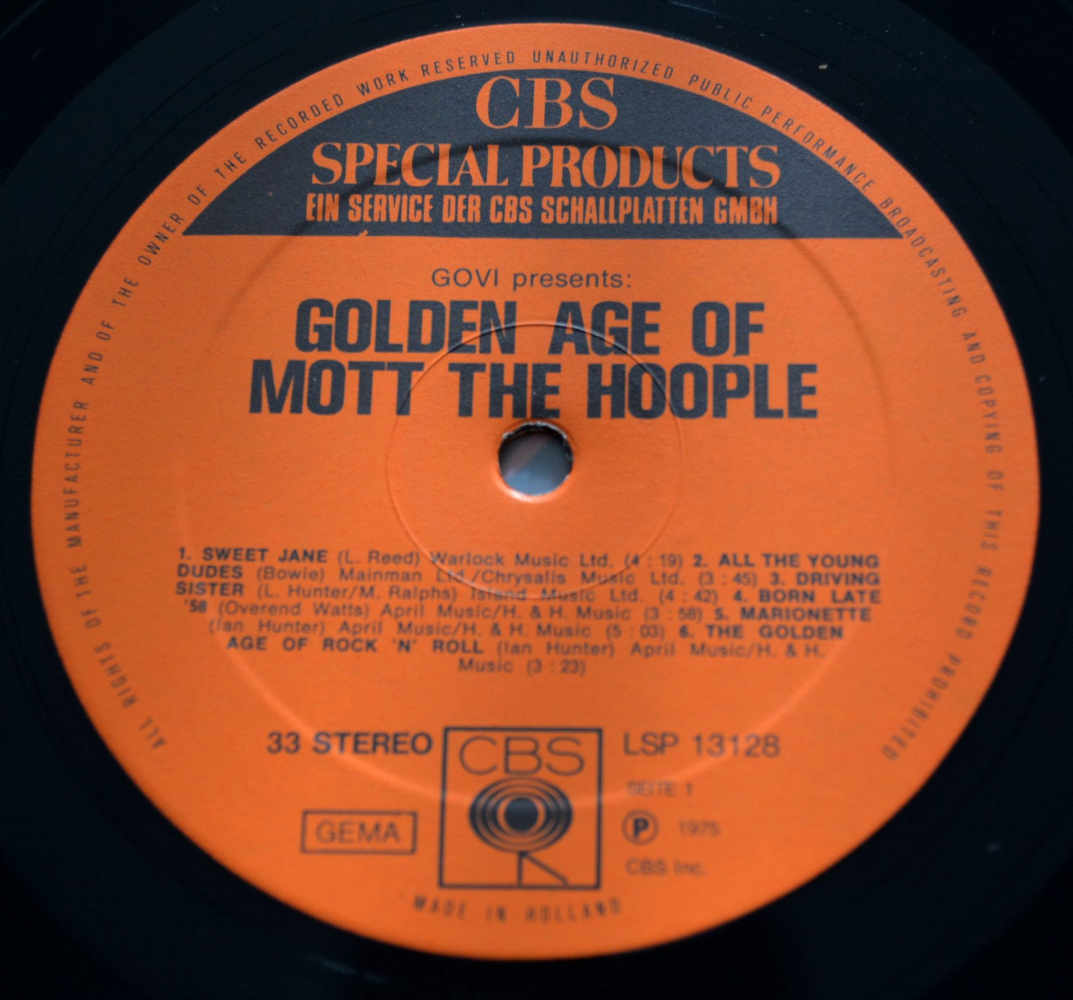 ALL RIGHTS OF THE MANUFACTURER AND OF THE OWNER OF THE RECORDED WORK RESERVED UNAUTHORIZED PUBLIC PERFORMANCE BROADCASTING AND COPYING OF THIS RECORD PROHIBITED
CBS
SPECIAL PRODUCTS
EIN SERVICE DER CBS SCHALLPLATTEN GMBH
GOVI presents:
GOLDEN AGE OF
MOTT THE HOOPLE
1. SWEET JANE (L. Reed) Warlock Music Ltd. (4 : 19) 2. ALL THE YOUNG
DUDES (Bowie) Mainman Ltd./Chrysalis Music Ltd. (3 : 45) 3. DRIVING
SISTER (L. Hunter/M. Ralphs) Island Music Ltd. (4 : 42) 4. BORN LATE
'58 (Overend Watts) April Music/H. & H. Music (3 : 58) 5. MARIONETTE
(Ian Hunter) April Music/H. & H. Music (5 : 03) 6. THE GOLDEN
AGE OF ROCK 'N' ROLL (Ian Hunter) April Music/H. & H.
Music (3 : 23)
33 STEREO
CBS
LSP 13128
SEITE 1
GEMA
Ⓟ 1975
CBS Inc.
MADE IN HOLLAND